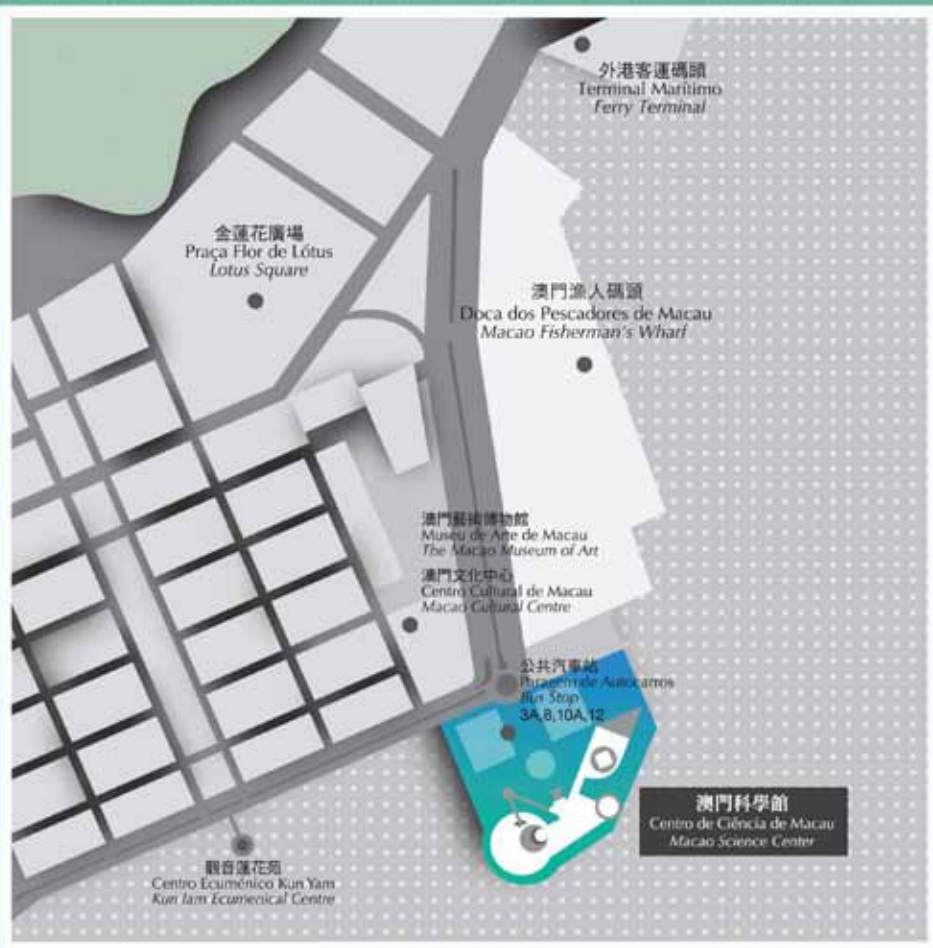 外港客運碼頭
Terminal Marítimo
Ferry Terminal
金蓮花廣場
Praça Flor de Lótus
Lotus Square
澳門漁人碼頭
Doca dos Pescadores de Macau
Macao Fisherman's Wharf
澳門藝術博物館
Museu de Arte de Macau
The Macao Museum of Art
澳門文化中心
Centro Cultural de Macau
Macao Cultural Centre
公共汽車站
Paragem de Autocarros
Bus Stop
3A,8,10A,12
澳門科學館
Centro de Ciência de Macau
Macao Science Center
觀音蓮花苑
Centro Ecuménico Kun Yam
Kun Iam Ecumenical Centre